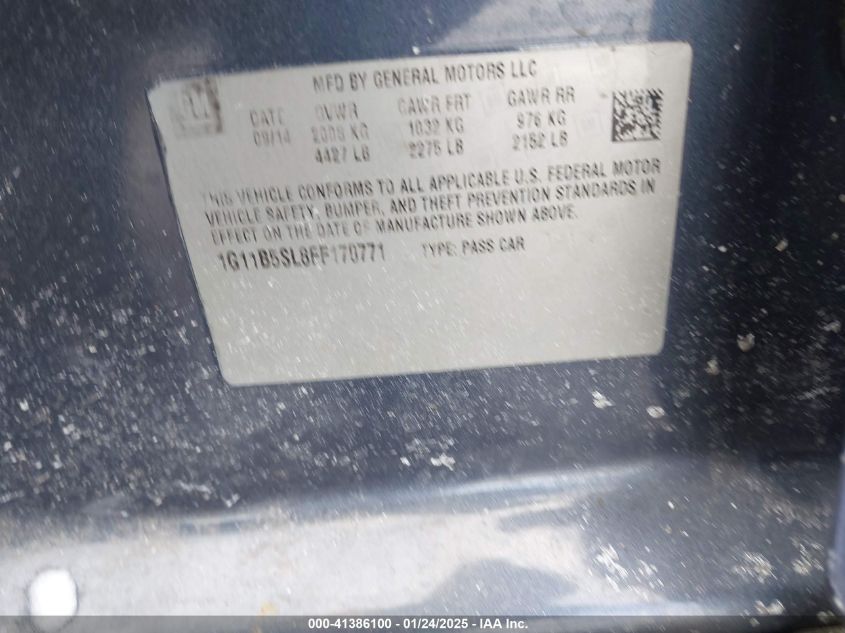 GM
MFD BY GENERAL MOTORS LLC
DATE GVWR GAWR FRT GAWR RR
09/14 2008 KG 1032 KG 976 KG
4427 LB 2275 LB 2152 LB
THIS VEHICLE CONFORMS TO ALL APPLICABLE U.S. FEDERAL MOTOR
VEHICLE SAFETY, BUMPER, AND THEFT PREVENTION STANDARDS IN
EFFECT ON THE DATE OF MANUFACTURE SHOWN ABOVE.
1G11B5SL8FF170771 TYPE: PASS CAR
000-41386100 - 01/24/2025 - IAA Inc.